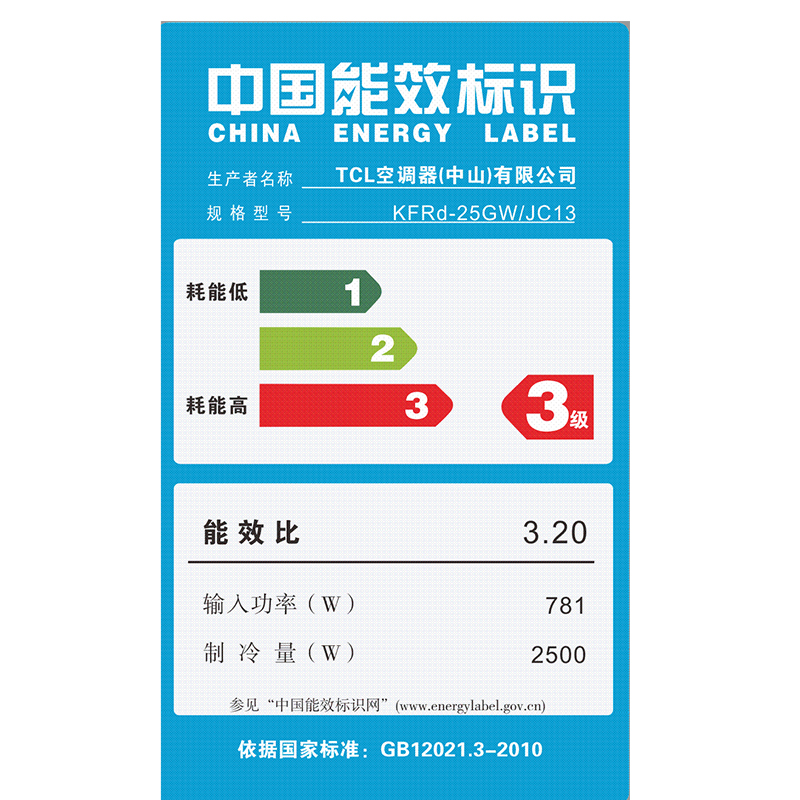 中国能效标识
CHINA ENERGY LABEL
生产者名称 TCL空调器(中山)有限公司
规格型号 KFRd-25GW/JC13
耗能低 1
2
耗能高 3 3级
能效比 3.20
输入功率(W) 781
制冷量(W) 2500
参见“中国能效标识网”(www.energylabel.gov.cn)
依据国家标准：GB12021.3-2010